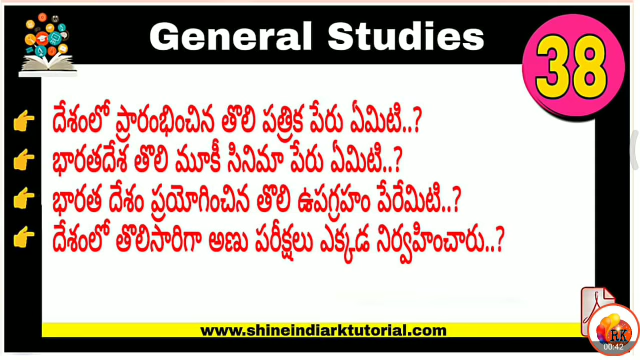 General Studies
38
దేశంలో ప్రారంభించిన తొలి పత్రిక పేరు ఏమిటి..?
భారతదేశ తొలి మూకీ సినిమా పేరు ఏమిటి..?
భారత దేశం ప్రయోగించిన తొలి ఉపగ్రహం పేరేమిటి..?
దేశంలో తొలిసారిగా అణు పరీక్షలు ఎక్కడ నిర్వహించారు..?
www.shineindiarktutorial.com
RK
00:42